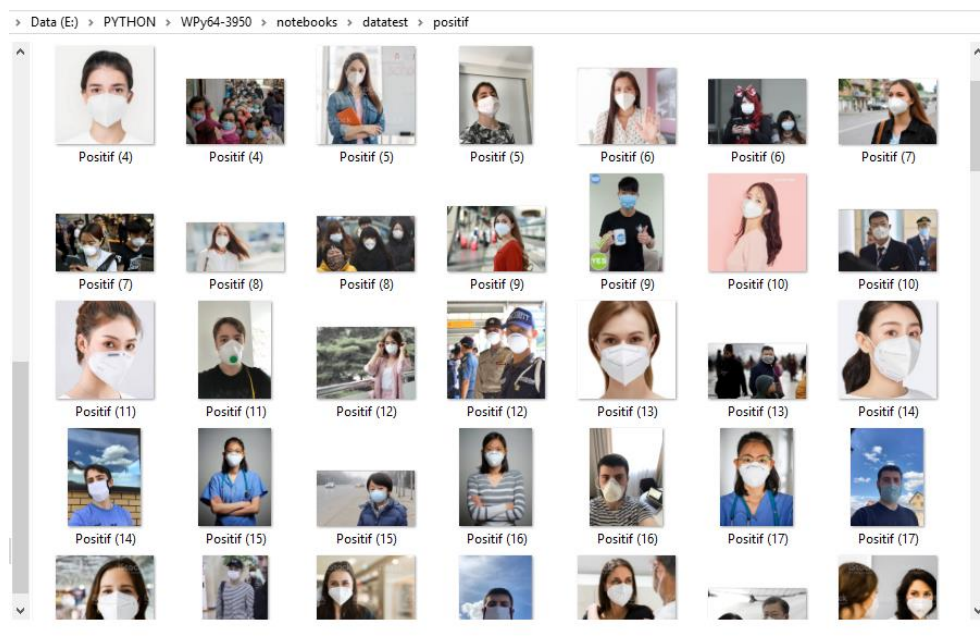 › Data (E:) › PYTHON › WPy64-3950 › notebooks › datatest › positif
Positif (4) Positif (4) Positif (5) Positif (5) Positif (6) Positif (6) Positif (7)
YES
Positif (7) Positif (8) Positif (8) Positif (9) Positif (9) Positif (10) Positif (10)
Positif (11) Positif (11) Positif (12) Positif (12) Positif (13) Positif (13) Positif (14)
Positif (14) Positif (15) Positif (15) Positif (16) Positif (16) Positif (17) Positif (17)